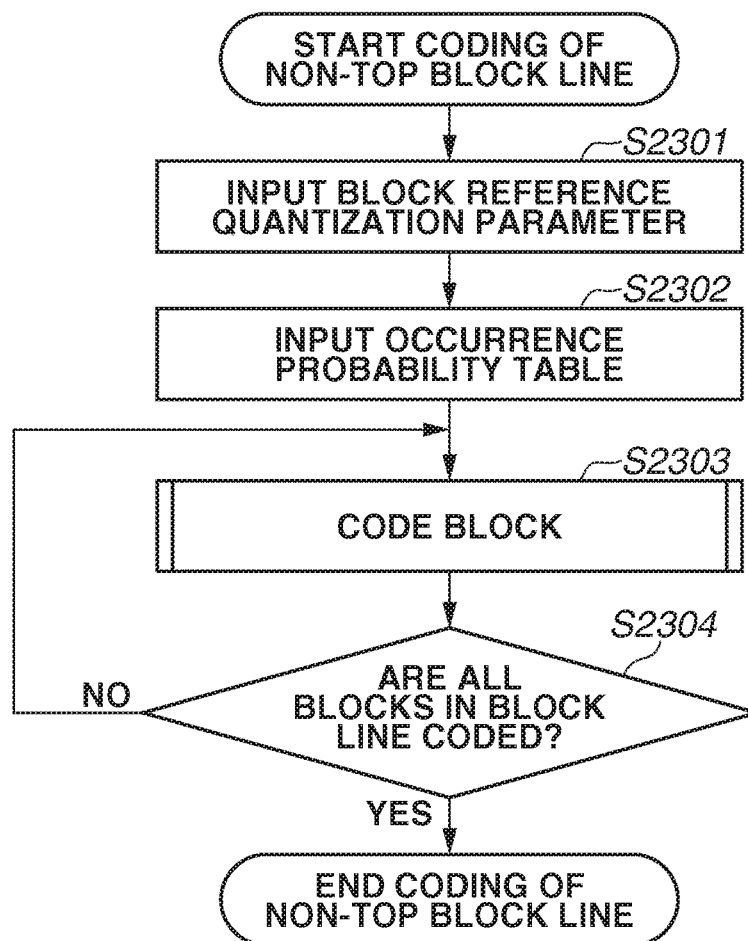 START CODING OF
NON-TOP BLOCK LINE
S2301
INPUT BLOCK REFERENCE
QUANTIZATION PARAMETER
S2302
INPUT OCCURRENCE
PROBABILITY TABLE
S2303
CODE BLOCK
S2304
ARE ALL
BLOCKS IN BLOCK
LINE CODED?
NO
YES
END CODING OF
NON-TOP BLOCK LINE